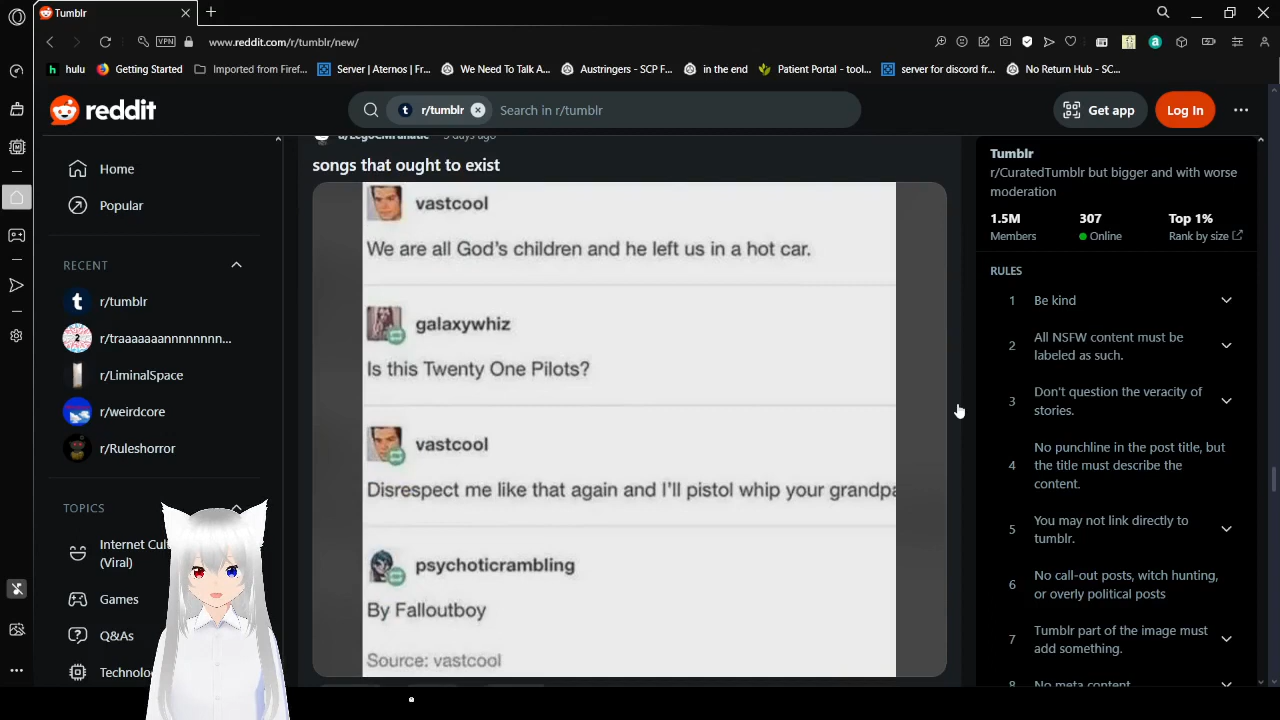 Tumblr
VPN
www.reddit.com/r/tumblr/new/
hulu
Getting Started
Imported from Firef...
Server | Aternos | Fr...
We Need To Talk A...
Austringers - SCP F...
in the end
Patient Portal - tool...
server for discord fr...
No Return Hub - SC...
reddit
r/tumblr
Search in r/tumblr
Get app
Log In
Home
Popular
RECENT
r/tumblr
r/traaaaaaannnnnnnn...
r/LiminalSpace
r/weirdcore
r/Ruleshorror
TOPICS
Internet Cul
(Viral)
Games
Q&As
Technolo
songs that ought to exist
vastcool
We are all God's children and he left us in a hot car.
galaxywhiz
Is this Twenty One Pilots?
vastcool
Disrespect me like that again and I'll pistol whip your grandpa
psychoticrambling
By Falloutboy
Source: vastcool
Tumblr
r/CuratedTumblr but bigger and with worse
moderation
1.5M 307 Top 1%
Members Online Rank by size
RULES
1 Be kind
2 All NSFW content must be
labeled as such.
3 Don't question the veracity of
stories.
4 No punchline in the post title, but
the title must describe the
content.
5 You may not link directly to
tumblr.
6 No call-out posts, witch hunting,
or overly political posts
7 Tumblr part of the image must
add something.
8 No meta content